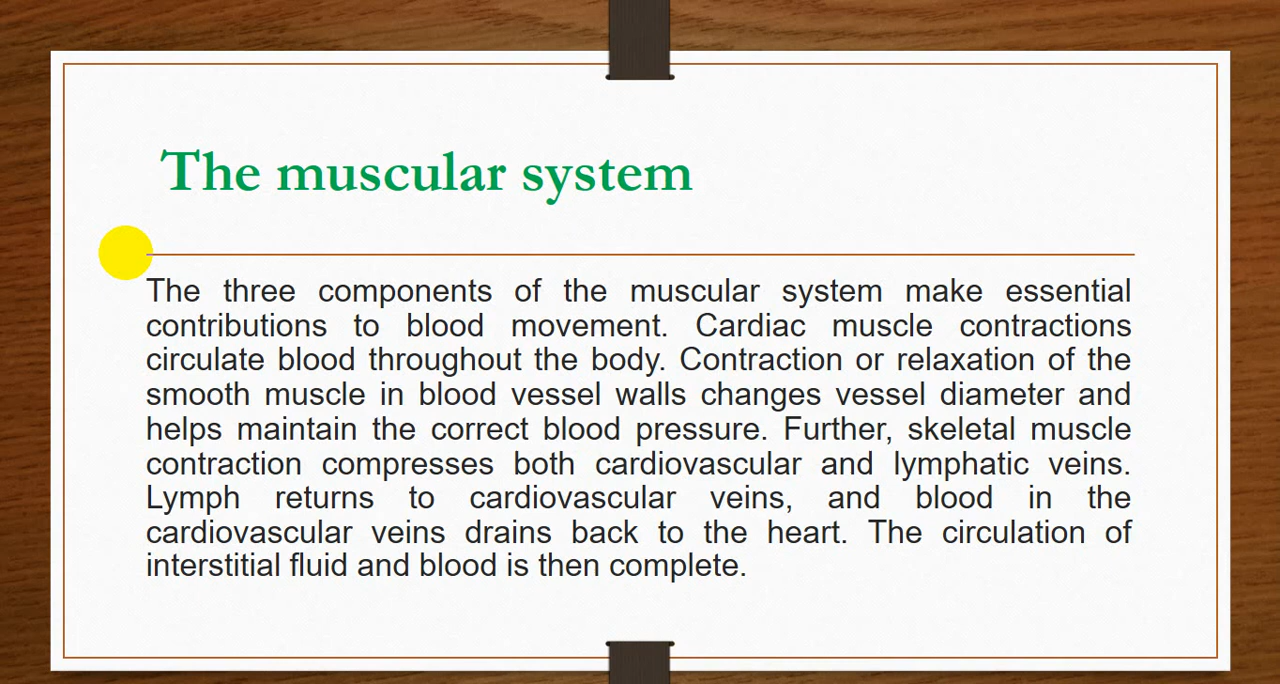 The muscular system
The three components of the muscular system make essential
contributions to blood movement. Cardiac muscle contractions
circulate blood throughout the body. Contraction or relaxation of the
smooth muscle in blood vessel walls changes vessel diameter and
helps maintain the correct blood pressure. Further, skeletal muscle
contraction compresses both cardiovascular and lymphatic veins.
Lymph returns to cardiovascular veins, and blood in the
cardiovascular veins drains back to the heart. The circulation of
interstitial fluid and blood is then complete.